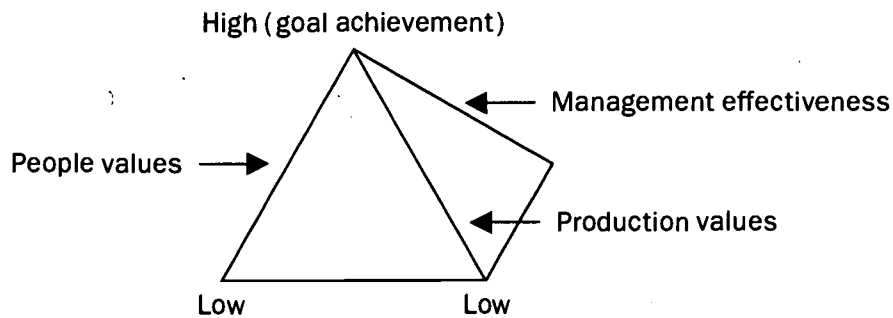 High (goal achievement)
Management effectiveness
People values
Production values
Low
Low